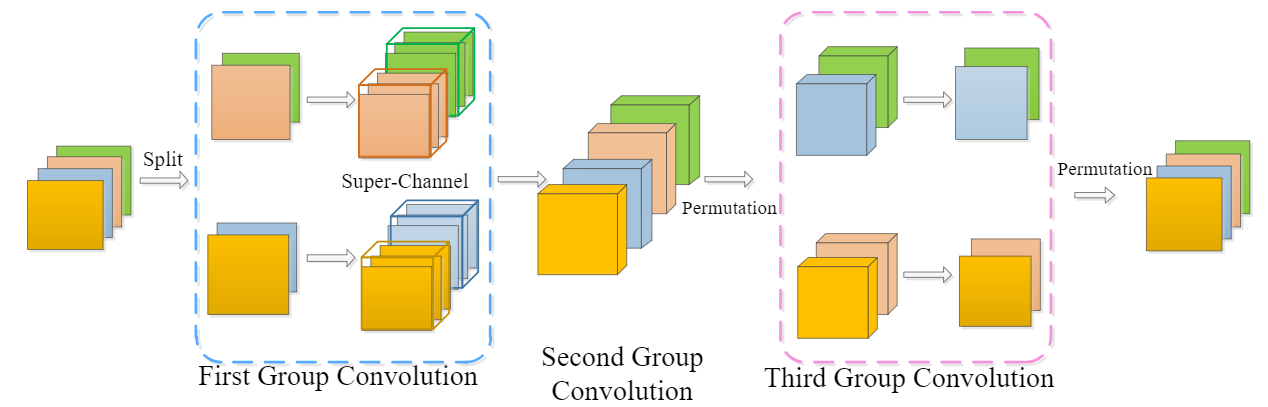 Split
Super-Channel
First Group Convolution
Second Group
Convolution
Permutation
Third Group Convolution
Permutation